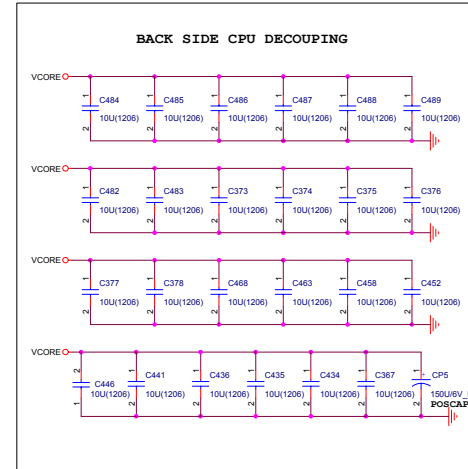 BACK SIDE CPU DECOUPING
VCORE
1 1 1 1 1 1
C484 C485 C486 C487 C488 C489
10U(1206) 10U(1206) 10U(1206) 10U(1206) 10U(1206) 10U(1206)
2 2 2 2 2 2
VCORE
1 1 1 1 1 1
C482 C483 C373 C374 C375 C376
10U(1206) 10U(1206) 10U(1206) 10U(1206) 10U(1206) 10U(1206)
2 2 2 2 2 2
VCORE
1 1 1 1 1 1
C377 C378 C468 C463 C458 C452
10U(1206) 10U(1206) 10U(1206) 10U(1206) 10U(1206) 10U(1206)
2 2 2 2 2 2
VCORE
2 1 1 1 1 1 1
C446 C441 C436 C435 C434 C367 + CP5
10U(1206) 10U(1206) 10U(1206) 10U(1206) 10U(1206) 10U(1206) 150U/6V_
1 2 2 2 2 2 2 POSCAP